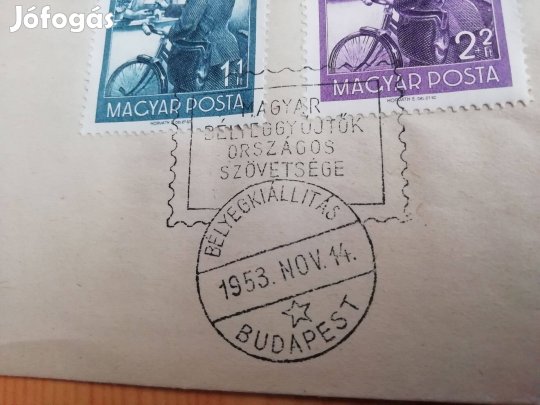 Jófogás
1 Ft
MAGYAR POSTA
2 Ft
MAGYAR POSTA
MAGYAR
BÉLYEGGYŰJTŐK
ORSZÁGOS
SZÖVETSÉGE
BÉLYEGKIÁLLÍTÁS
1953. NOV. 14.
BUDAPEST